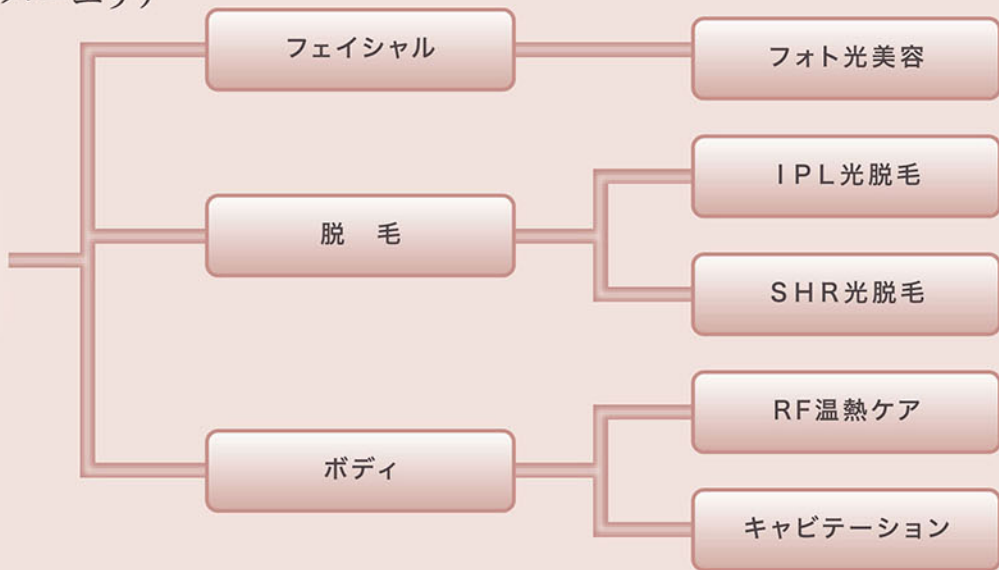 フェイシャル
フォト光美容
脱　毛
ＩＰＬ光脱毛
ＳＨＲ光脱毛
ボディ
ＲＦ温熱ケア
キャビテーション